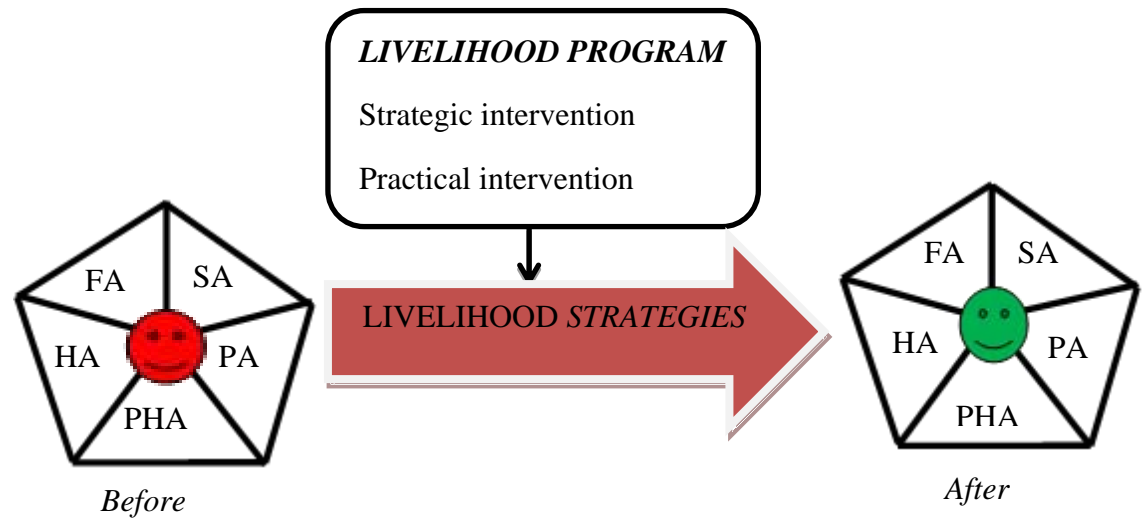 LIVELIHOOD PROGRAM
Strategic intervention
Practical intervention
LIVELIHOOD STRATEGIES
FA
SA
HA
PA
PHA
Before
FA
SA
HA
PA
PHA
After